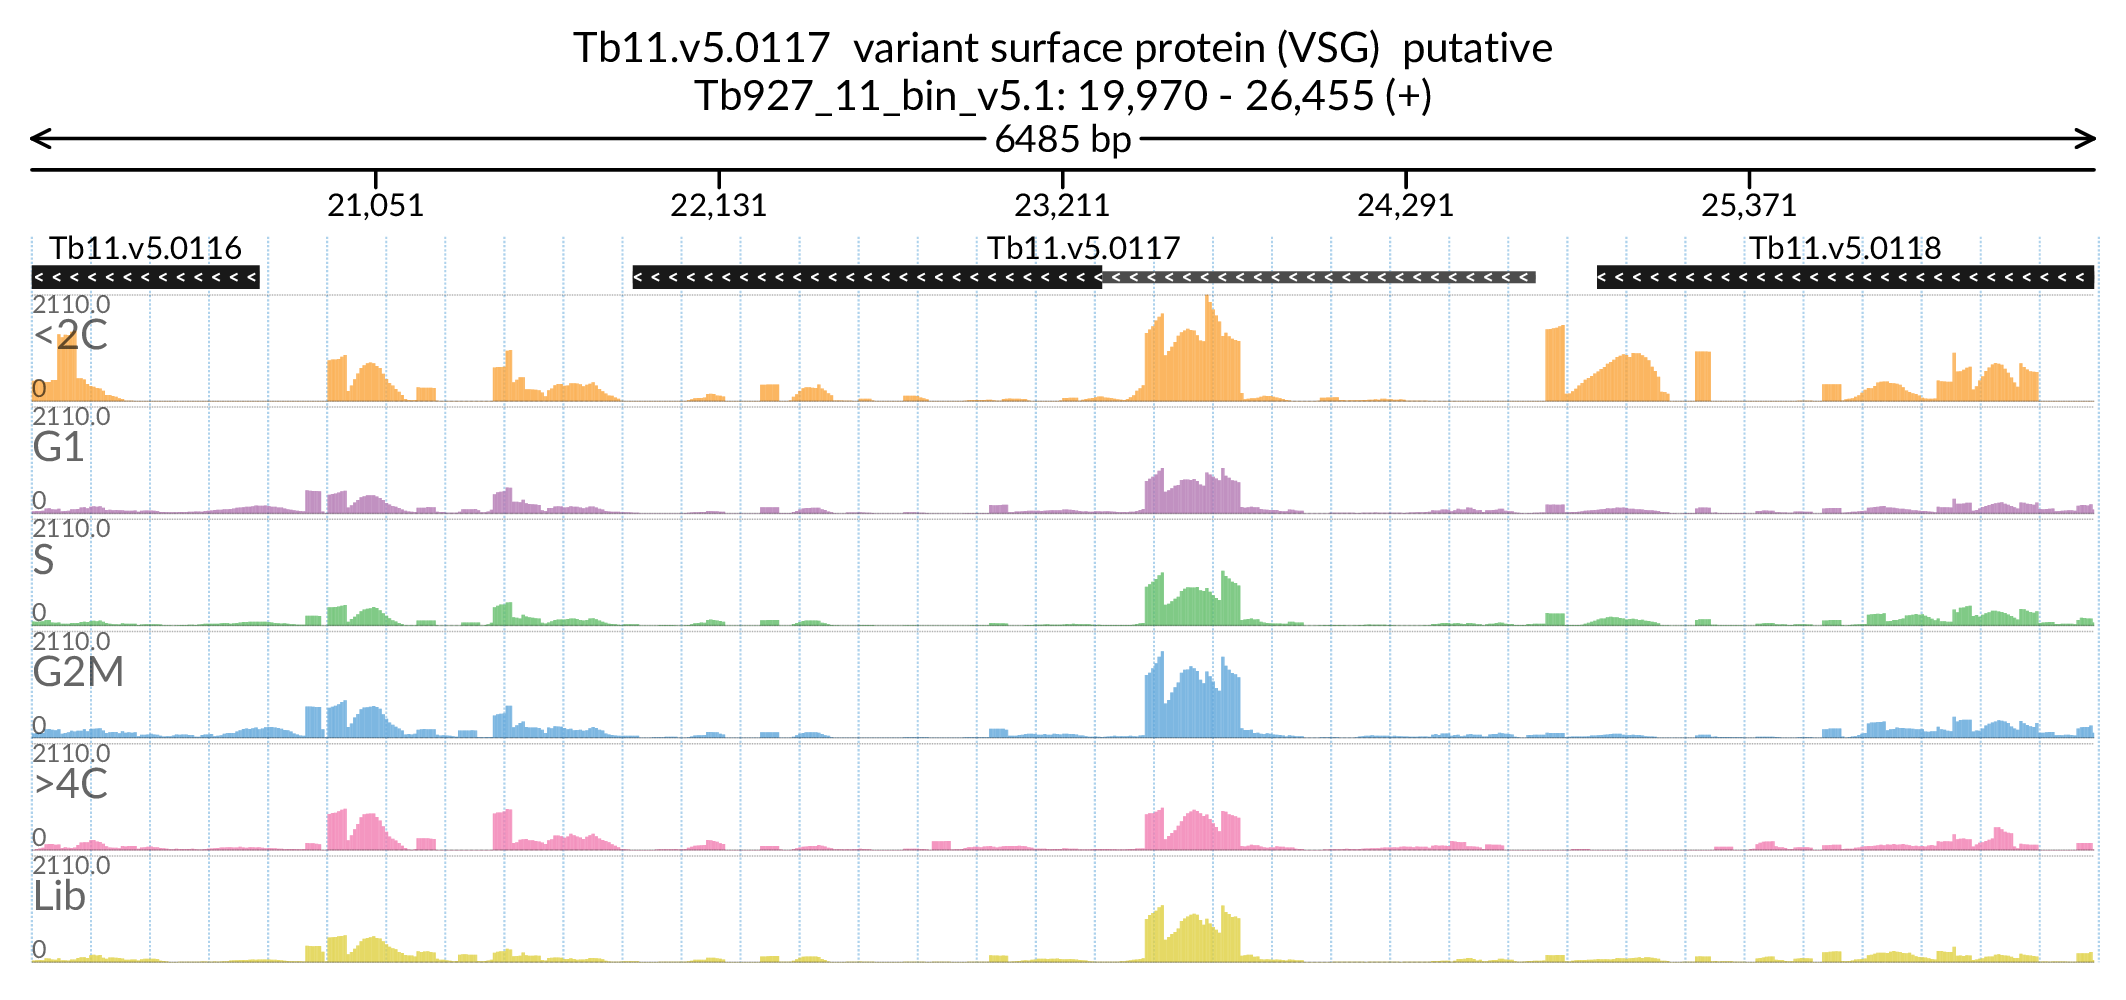 Tb11.v5.0117  variant surface protein (VSG)  putative
Tb927_11_bin_v5.1: 19,970 - 26,455 (+)
6485 bp
21,051 22,131 23,211 24,291 25,371
Tb11.v5.0116 Tb11.v5.0117 Tb11.v5.0118
2110.0
<2C
0
2110.0
G1
0
2110.0
S
0
2110.0
G2M
0
2110.0
>4C
0
2110.0
Lib
0